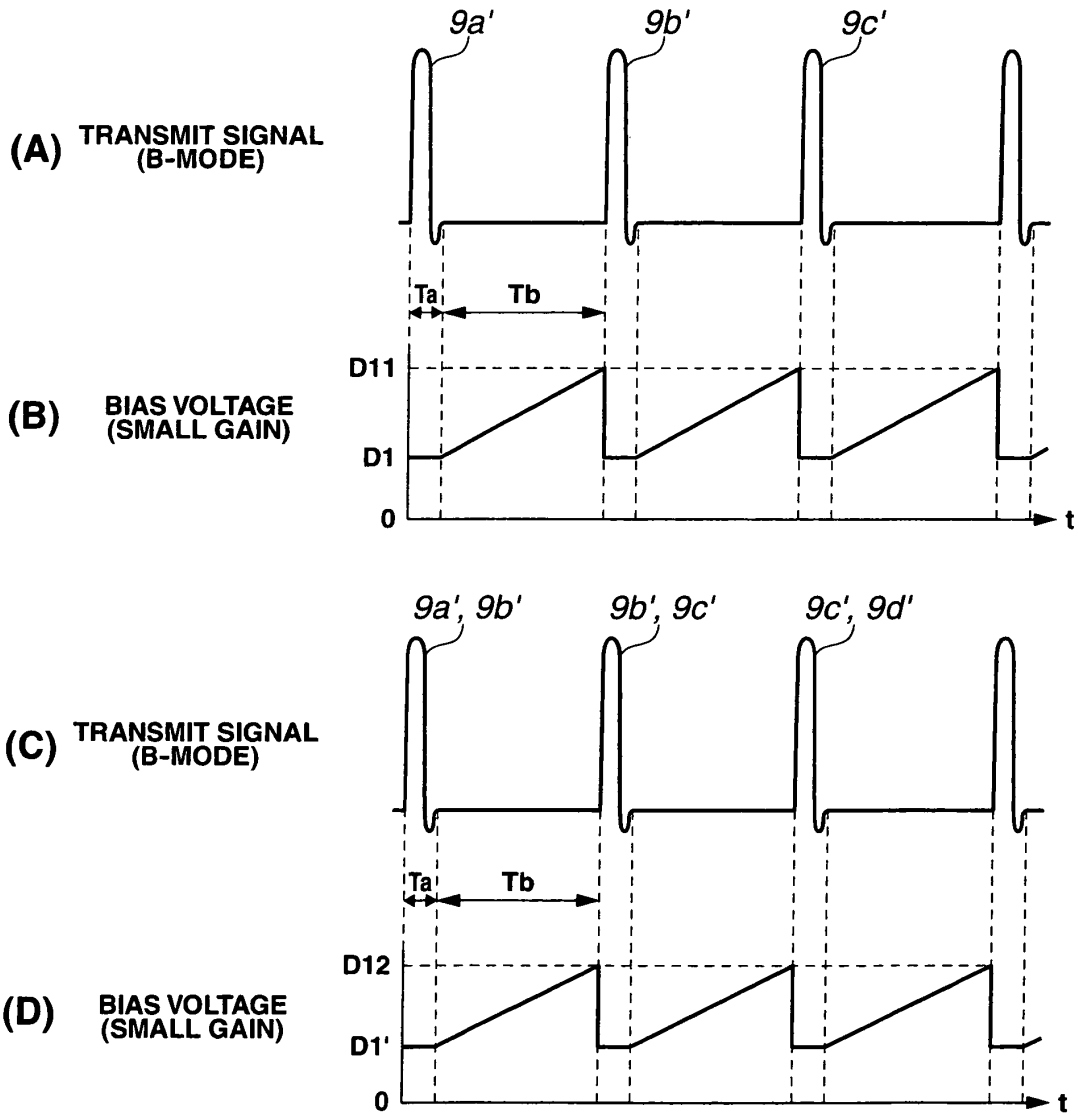 9a' 9b' 9c'
(A) TRANSMIT SIGNAL
(B-MODE)
Ta Tb
D11
(B) BIAS VOLTAGE
(SMALL GAIN)
D1
0 t
9a', 9b' 9b', 9c' 9c', 9d'
(C) TRANSMIT SIGNAL
(B-MODE)
Ta Tb
D12
(D) BIAS VOLTAGE
(SMALL GAIN)
D1'
0 t